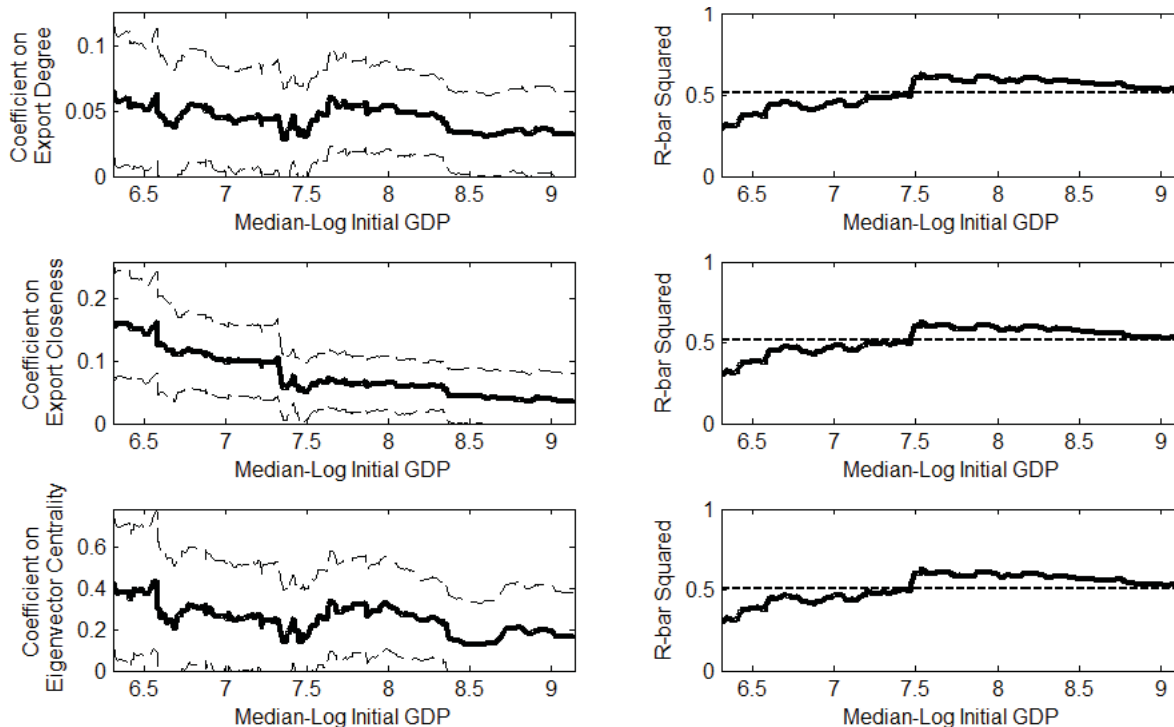 Coefficient on
Export Degree
0.1
0.05
0
6.5 7 7.5 8 8.5 9
Median-Log Initial GDP
R-bar Squared
1
0.5
0
6.5 7 7.5 8 8.5 9
Median-Log Initial GDP
Coefficient on
Export Closeness
0.2
0.1
0
6.5 7 7.5 8 8.5 9
Median-Log Initial GDP
R-bar Squared
1
0.5
0
6.5 7 7.5 8 8.5 9
Median-Log Initial GDP
Coefficient on
Eigenvector Centrality
0.6
0.4
0.2
0
6.5 7 7.5 8 8.5 9
Median-Log Initial GDP
R-bar Squared
1
0.5
0
6.5 7 7.5 8 8.5 9
Median-Log Initial GDP